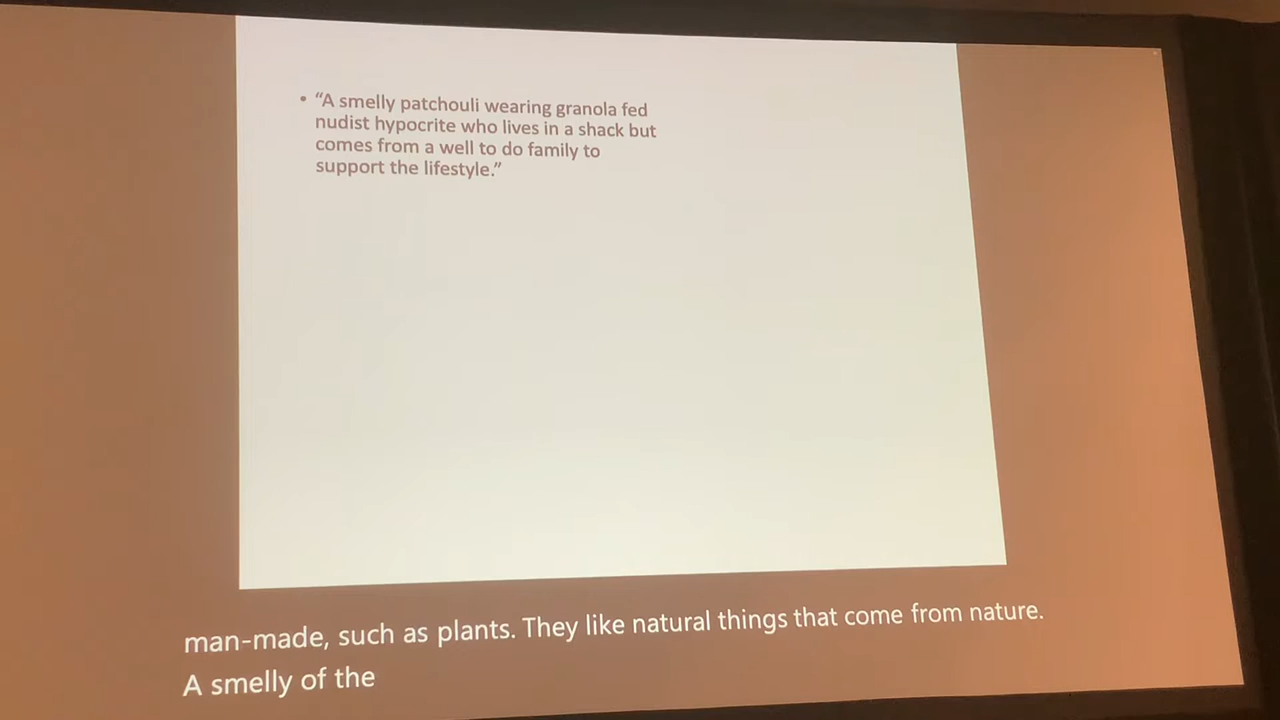 • “A smelly patchouli wearing granola fed
nudist hypocrite who lives in a shack but
comes from a well to do family to
support the lifestyle.”
man-made, such as plants. They like natural things that come from nature.
A smelly of the